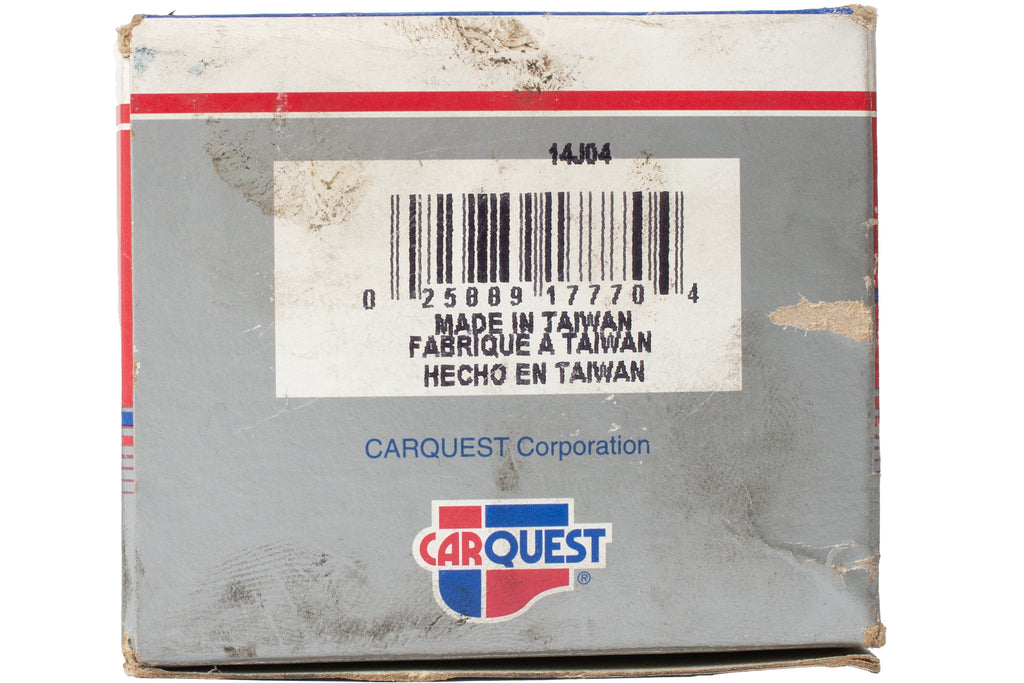 14J04
0 25889 17770 4
MADE IN TAIWAN
FABRIQUE A TAIWAN
HECHO EN TAIWAN
CARQUEST Corporation
CARQUEST®